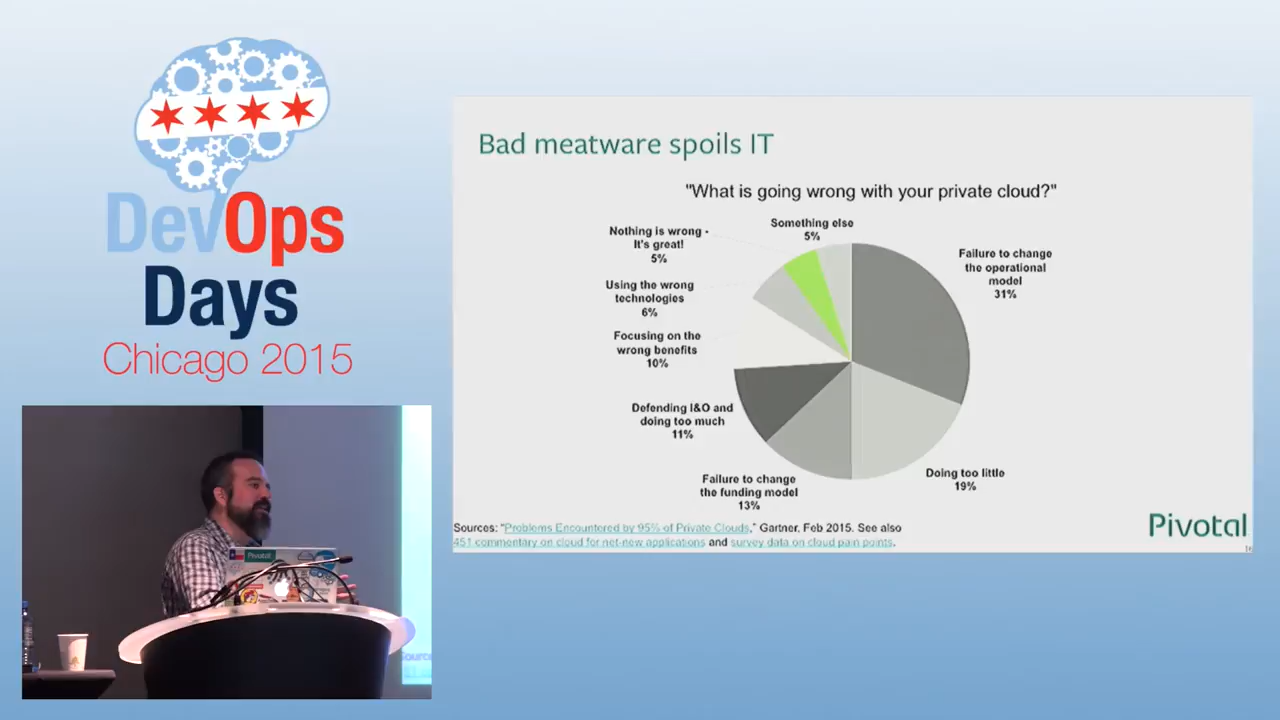 DevOps
Days
Chicago 2015
Bad meatware spoils IT
"What is going wrong with your private cloud?"
Something else
5%
Nothing is wrong -
It's great!
5%
Using the wrong
technologies
6%
Focusing on the
wrong benefits
10%
Defending I&O and
doing too much
11%
Failure to change
the funding model
13%
Doing too little
19%
Failure to change
the operational
model
31%
Sources: "Problems Encountered by 95% of Private Clouds," Gartner, Feb 2015. See also
451 commentary on cloud for net-new applications and survey data on cloud pain points.
Pivotal
Pivotal